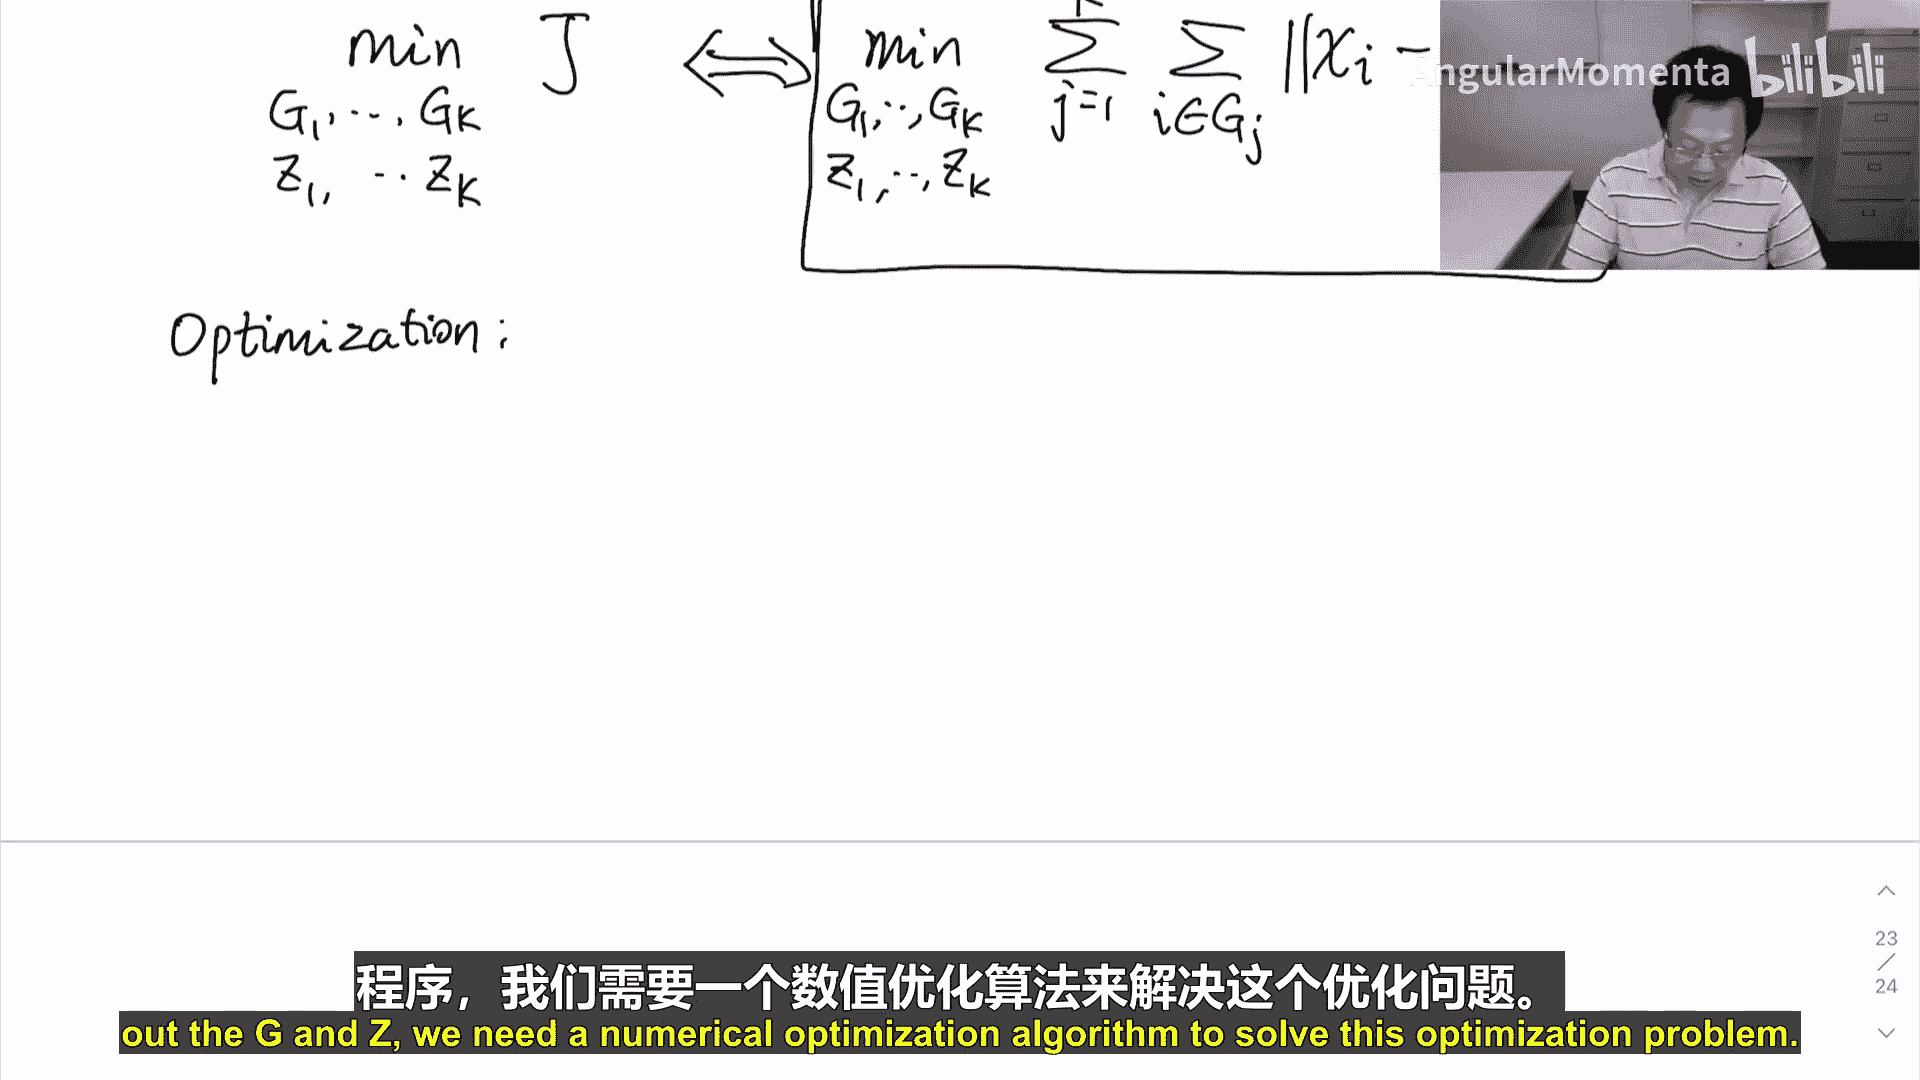 min J ⟺ min Σ Σ ||xi −
G1, ..., GK G1, .., GK j=1 i∈Gj
Z1, .. ZK Z1, .., ZK
Optimization:
AngularMomenta bilibili
23
/
24
程序，我们需要一个数值优化算法来解决这个优化问题。
out the G and Z, we need a numerical optimization algorithm to solve this optimization problem.